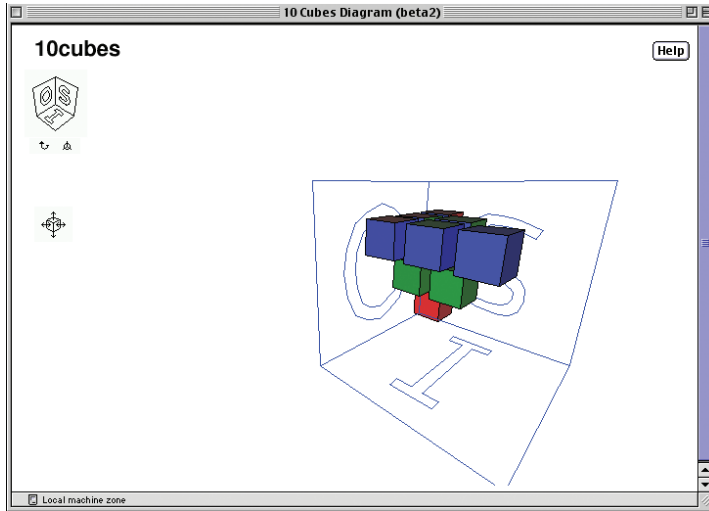 10 Cubes Diagram (beta2)
10cubes
Help
O S
I
O S
I
Local machine zone